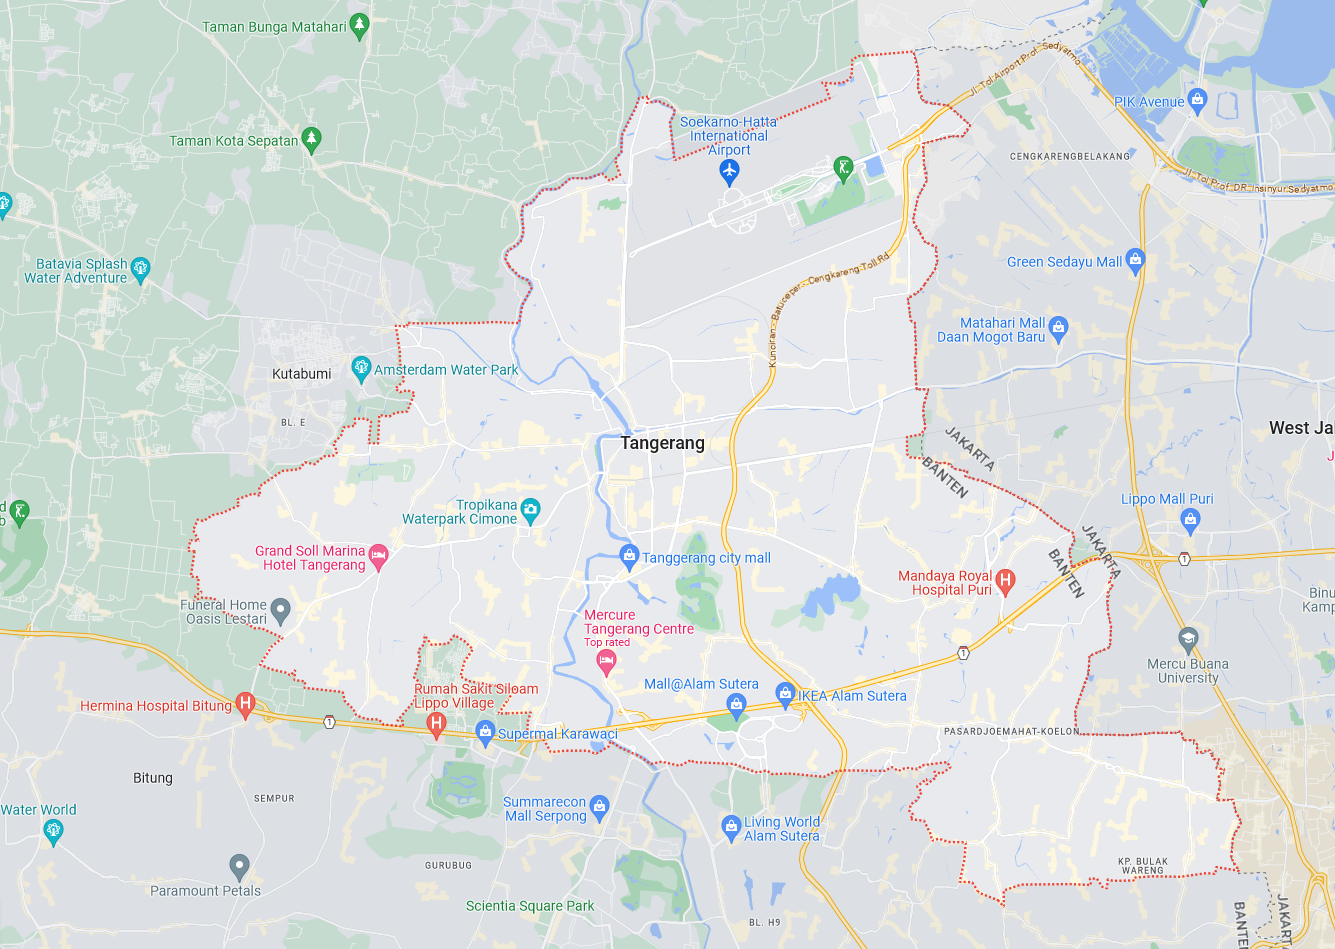 Taman Bunga Matahari
Jl. Tol Airport Prof. Sedyatmo
PIK Avenue
Soekarno-Hatta
International
Airport
Taman Kota Sepatan
CENGKARENGBELAKANG
Jl. Tol Prof. DR. Insinyur Sedyatmo
Batavia Splash
Water Adventure
Green Sedayu Mall
Kunciran - Batuceper - Cengkareng Toll Rd
Matahari Mall
Daan Mogot Baru
Kutabumi
Amsterdam Water Park
BL. E
Tangerang
JAKARTA
BANTEN
West Ja
Tropikana
Waterpark Cimone
Lippo Mall Puri
Grand Soll Marina
Hotel Tangerang
Tanggerang city mall
JAKARTA
BANTEN
1
Mandaya Royal
Hospital Puri
Funeral Home
Oasis Lestari
Binu
Kamp
Mercure
Tangerang Centre
Top rated
1
Mercu Buana
University
Mall@Alam Sutera
IKEA Alam Sutera
Rumah Sakit Siloam
Lippo Village
Hermina Hospital Bitung
1
Supermal Karawaci
PASARDJOEMAHAT-KOELON
Bitung
SEMPUR
Water World
Summarecon
Mall Serpong
Living World
Alam Sutera
GURUBUG
KP. BULAK
WARENG
Paramount Petals
Scientia Square Park
BL. H9
BANTEN
JAKARTA